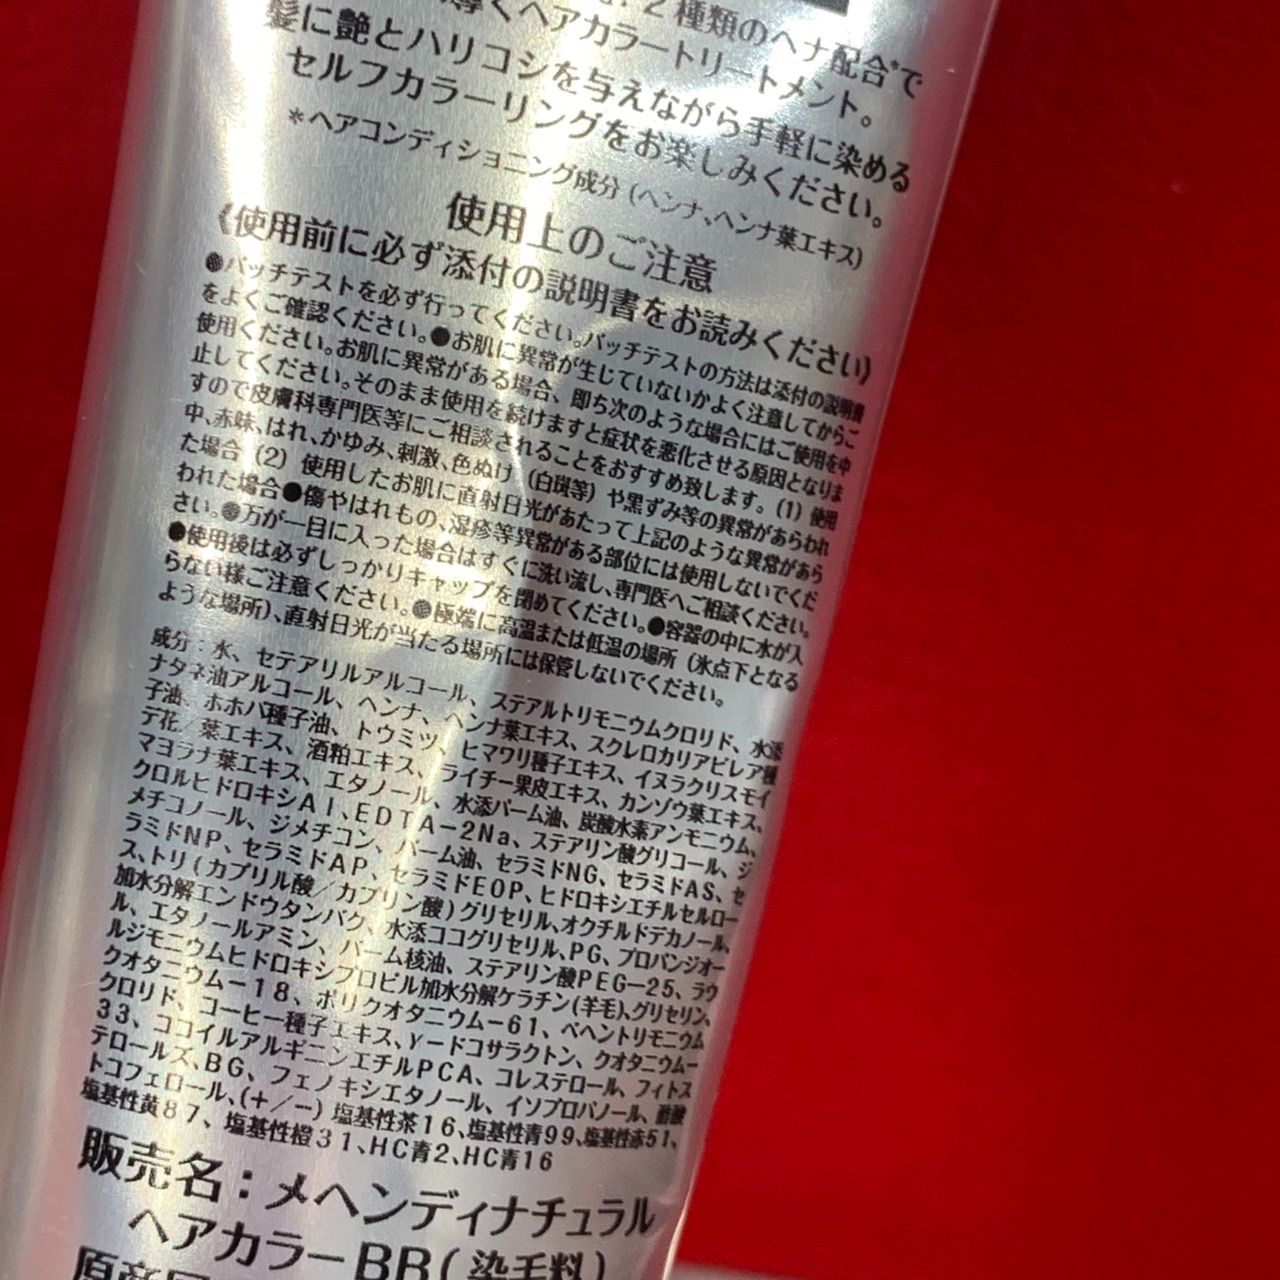 2種類のヘナ配合*で
導くヘアカラートリートメント。
髪に艶とハリコシを与えながら手軽に染める
セルフカラーリングをお楽しみください。
*ヘアコンディショニング成分(ヘンナ、ヘンナ葉エキス)
使用上のご注意
《使用前に必ず添付の説明書をお読みください》
●パッチテストを必ず行ってください。パッチテストの方法は添付の説明書
をよくご確認ください。●お肌に異常が生じていないかよく注意してからご
使用ください。お肌に異常がある場合、即ち次のような場合にはご使用を中
止してください。そのまま使用を続けますと症状を悪化させる原因となりま
すので皮膚科専門医等にご相談されることをおすすめ致します。(1)使用
中、赤味、はれ、かゆみ、刺激、色ぬけ(白斑等)や黒ずみ等の異常があらわれ
た場合(2)使用したお肌に直射日光があたって上記のような異常があら
われた場合●傷やはれもの、湿疹等異常がある部位には使用しないでくだ
さい。●万が一目に入った場合はすぐに洗い流し、専門医へご相談ください。
●使用後は必ずしっかりキャップを閉めてください。●容器の中に水が入
らない様ご注意ください。●極端に高温または低温の場所(氷点下となる
ような場所)、直射日光が当たる場所には保管しないでください。
成分:水、セテアリルアルコール、ステアルトリモニウムクロリド、水添
ナタネ油アルコール、ヘンナ、ヘンナ葉エキス、スクレロカリアビレア種
子油、ホホバ種子油、トウミツ、ヒマワリ種子エキス、イヌラクリスモイ
デ花/葉エキス、酒粕エキス、ライチー果皮エキス、カンゾウ葉エキス、
マヨラナ葉エキス、エタノール、水添パーム油、炭酸水素アンモニウム、
クロルヒドロキシAl、EDTA-2Na、ステアリン酸グリコール、ジ
メチコノール、ジメチコン、パーム油、セラミドNG、セラミドAS、セ
ラミドNP、セラミドAP、セラミドEOP、ヒドロキシエチルセルロー
ス、トリ(カプリル酸/カプリン酸)グリセリル、オクチルドデカノール、
加水分解エンドウタンパク、水添ココグリセリル、PG、プロパンジオー
ル、エタノールアミン、パーム核油、ステアリン酸PEG-25、ラウ
ルジモニウムヒドロキシプロピル加水分解ケラチン(羊毛)、グリセリン、
クオタニウム-18、ポリクオタニウム-61、ベヘントリモニウム
クロリド、コーヒー種子エキス、γ-ドコサラクトン、クオタニウム-
33、ココイルアルギニンエチルPCA、コレステロール、フィトス
テロールズ、BG、フェノキシエタノール、イソプロパノール、酢酸
トコフェロール、(+/-)塩基性茶16、塩基性青99、塩基性赤51、
塩基性黄87、塩基性橙31、HC青2、HC青16
販売名:メヘンディナチュラル
ヘアカラーBB(染毛料)